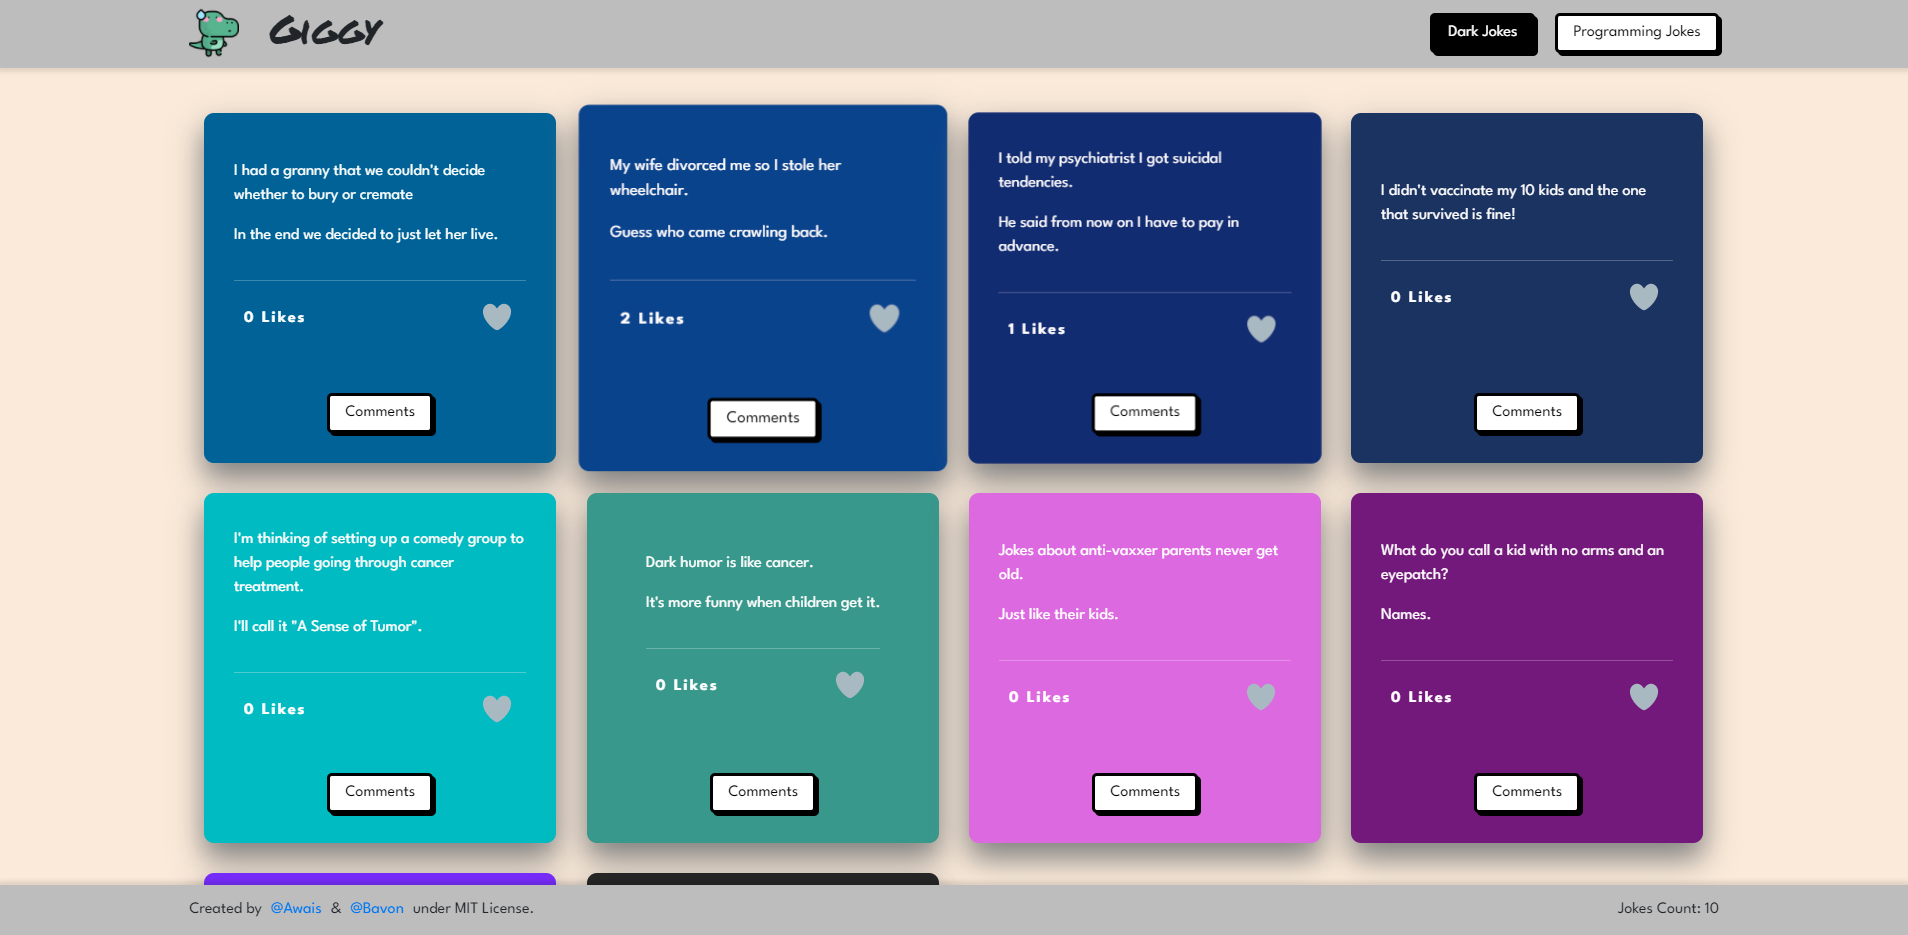 Giggy
Dark Jokes
Programming Jokes
I had a granny that we couldn't decide
whether to bury or cremate
In the end we decided to just let her live.
0 Likes
Comments
My wife divorced me so I stole her
wheelchair.
Guess who came crawling back.
2 Likes
Comments
I told my psychiatrist I got suicidal
tendencies.
He said from now on I have to pay in
advance.
1 Likes
Comments
I didn't vaccinate my 10 kids and the one
that survived is fine!
0 Likes
Comments
I'm thinking of setting up a comedy group to
help people going through cancer
treatment.
I'll call it "A Sense of Tumor".
0 Likes
Comments
Dark humor is like cancer.
It's more funny when children get it.
0 Likes
Comments
Jokes about anti-vaxxer parents never get
old.
Just like their kids.
0 Likes
Comments
What do you call a kid with no arms and an
eyepatch?
Names.
0 Likes
Comments
Created by @Awais & @Bavon under MIT License.
Jokes Count: 10